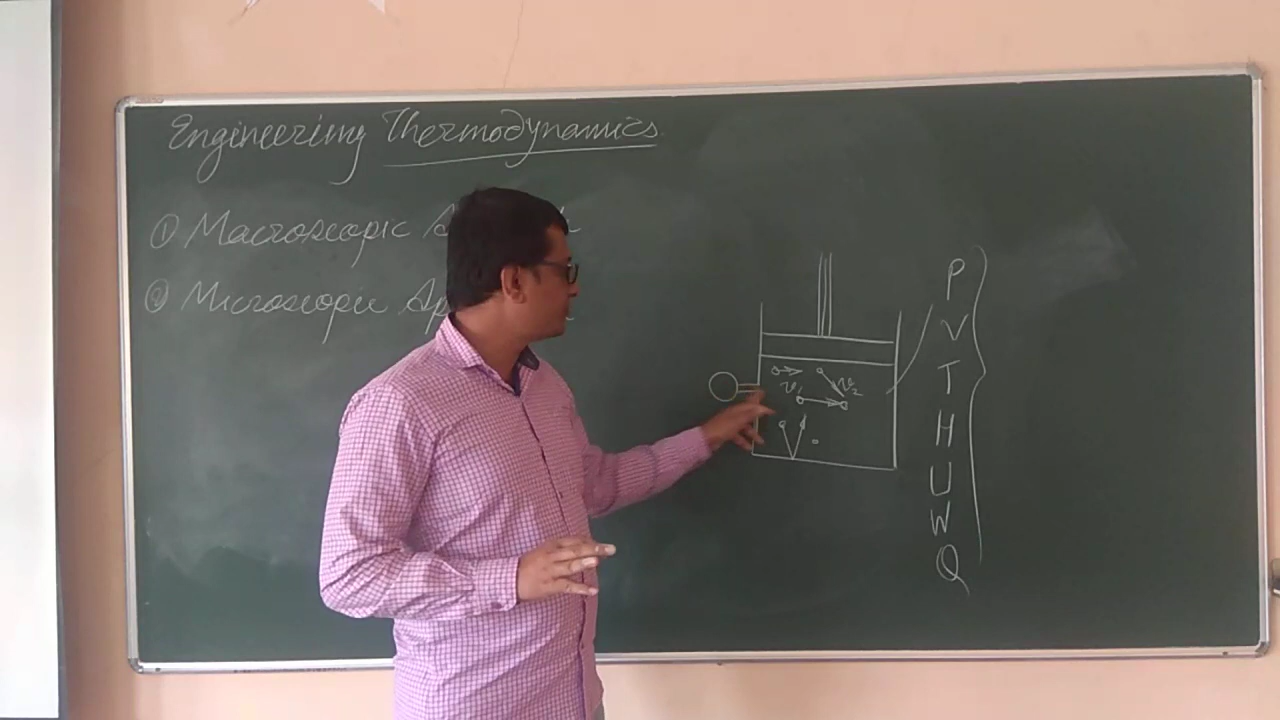 Engineering Thermodynamics
① Macroscopic
② Microscopic
v₁
v₂
P
V
T
H
U
W
Q